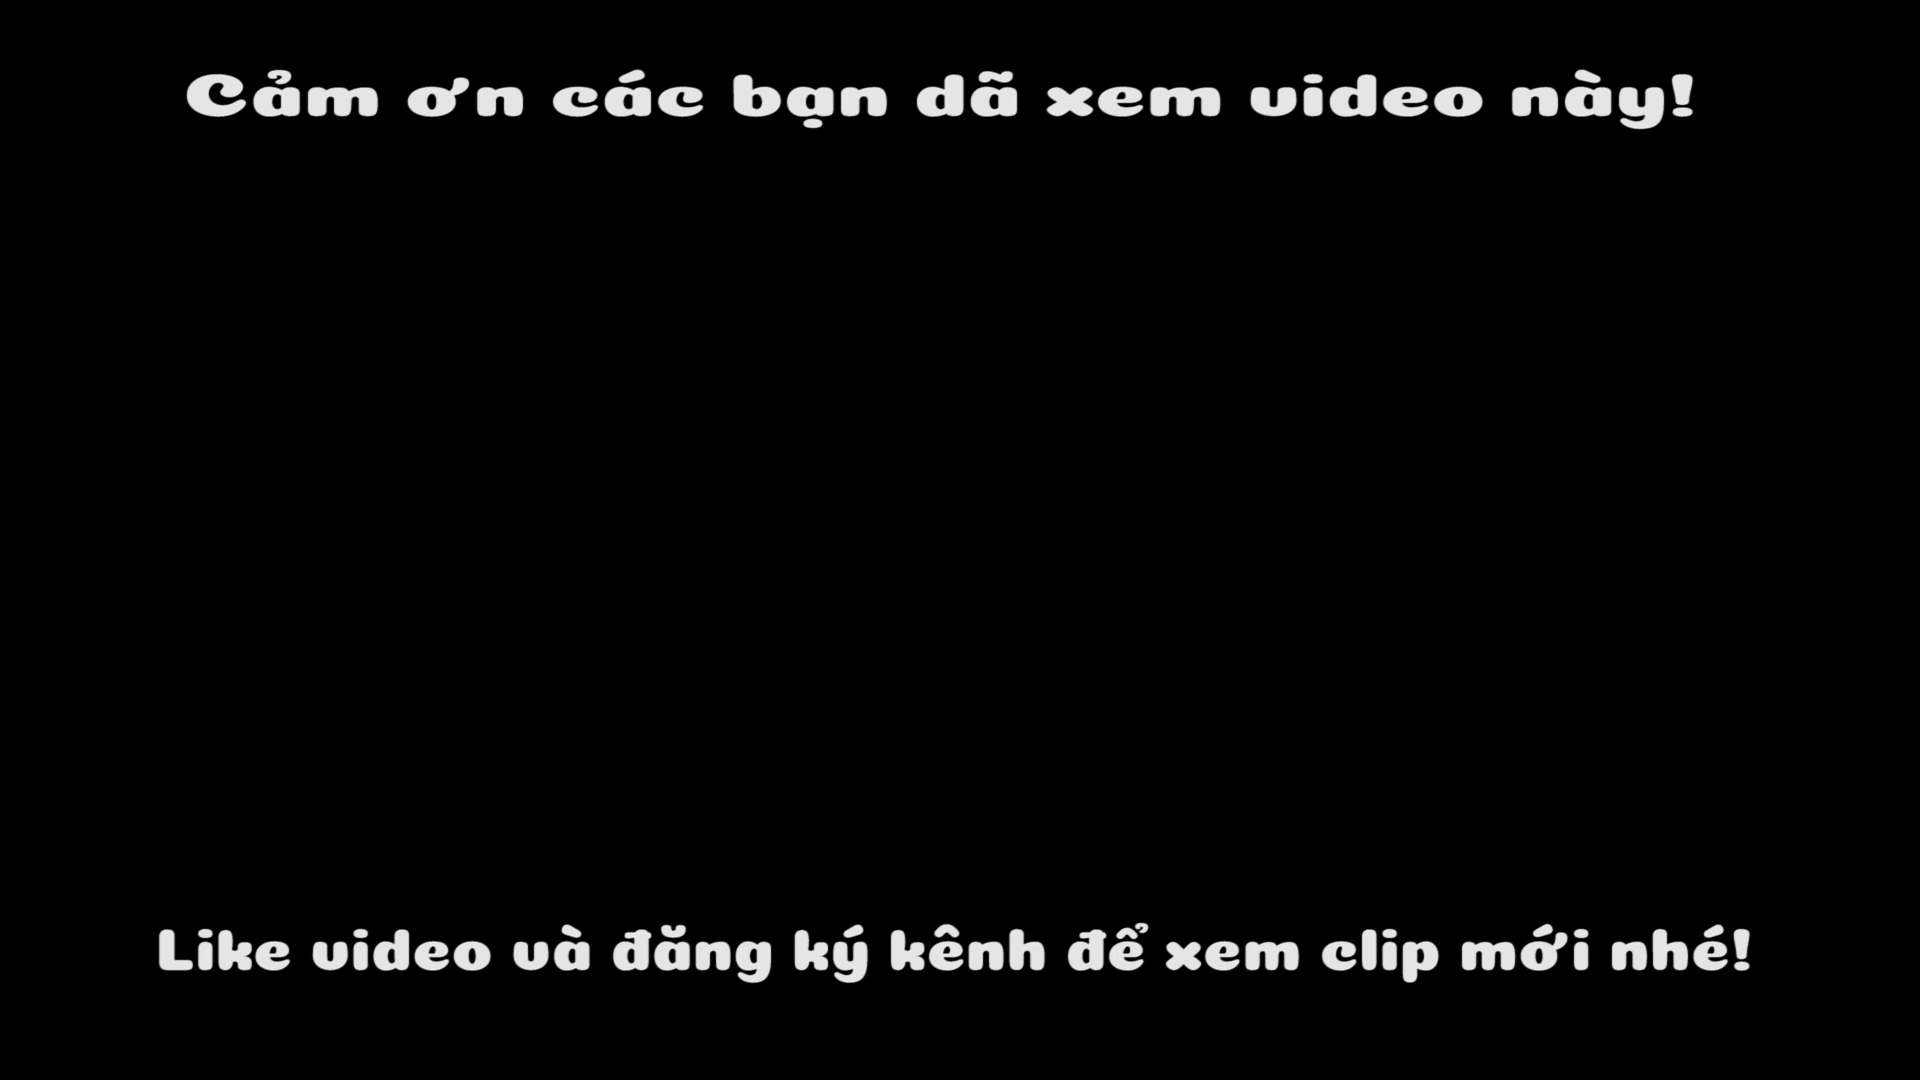 Cảm ơn các bạn dã xem video này!
Like video và đăng ký kênh để xem clip mới nhé!